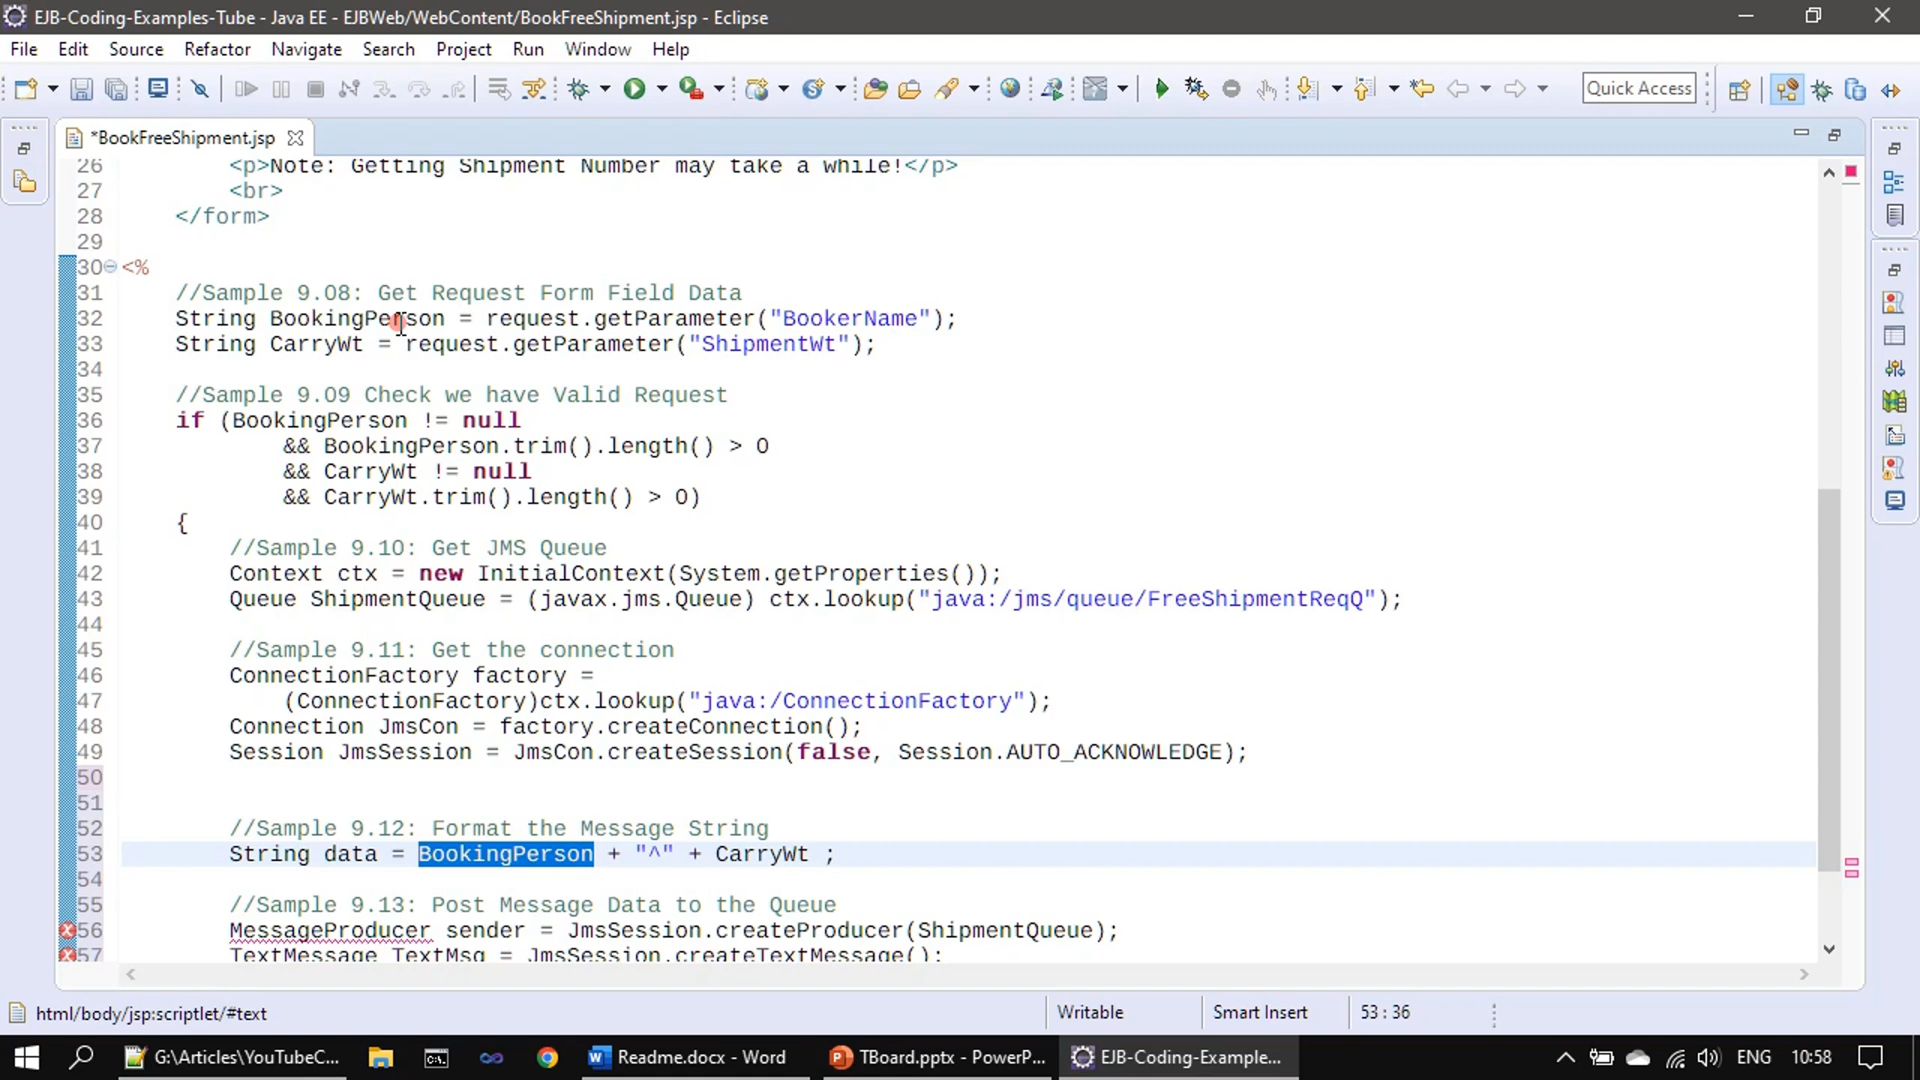 EJB-Coding-Examples-Tube - Java EE - EJBWeb/WebContent/BookFreeShipment.jsp - Eclipse
File Edit Source Refactor Navigate Search Project Run Window Help
Quick Access
*BookFreeShipment.jsp
26 <p>Note: Getting Shipment Number may take a while!</p>
27 <br>
28 </form>
29
30 <%
31 //Sample 9.08: Get Request Form Field Data
32 String BookingPerson = request.getParameter("BookerName");
33 String CarryWt = request.getParameter("ShipmentWt");
34
35 //Sample 9.09 Check we have Valid Request
36 if (BookingPerson != null
37 && BookingPerson.trim().length() > 0
38 && CarryWt != null
39 && CarryWt.trim().length() > 0)
40 {
41 //Sample 9.10: Get JMS Queue
42 Context ctx = new InitialContext(System.getProperties());
43 Queue ShipmentQueue = (javax.jms.Queue) ctx.lookup("java:/jms/queue/FreeShipmentReqQ");
44
45 //Sample 9.11: Get the connection
46 ConnectionFactory factory =
47 (ConnectionFactory)ctx.lookup("java:/ConnectionFactory");
48 Connection JmsCon = factory.createConnection();
49 Session JmsSession = JmsCon.createSession(false, Session.AUTO_ACKNOWLEDGE);
50
51
52 //Sample 9.12: Format the Message String
53 String data = BookingPerson + "^" + CarryWt ;
54
55 //Sample 9.13: Post Message Data to the Queue
56 MessageProducer sender = JmsSession.createProducer(ShipmentQueue);
57 TextMessage TextMsg = JmsSession.createTextMessage();
html/body/jsp:scriptlet/#text Writable Smart Insert 53 : 36
G:\Articles\YouTubeC... Readme.docx - Word TBoard.pptx - PowerP... EJB-Coding-Example... ENG 10:58